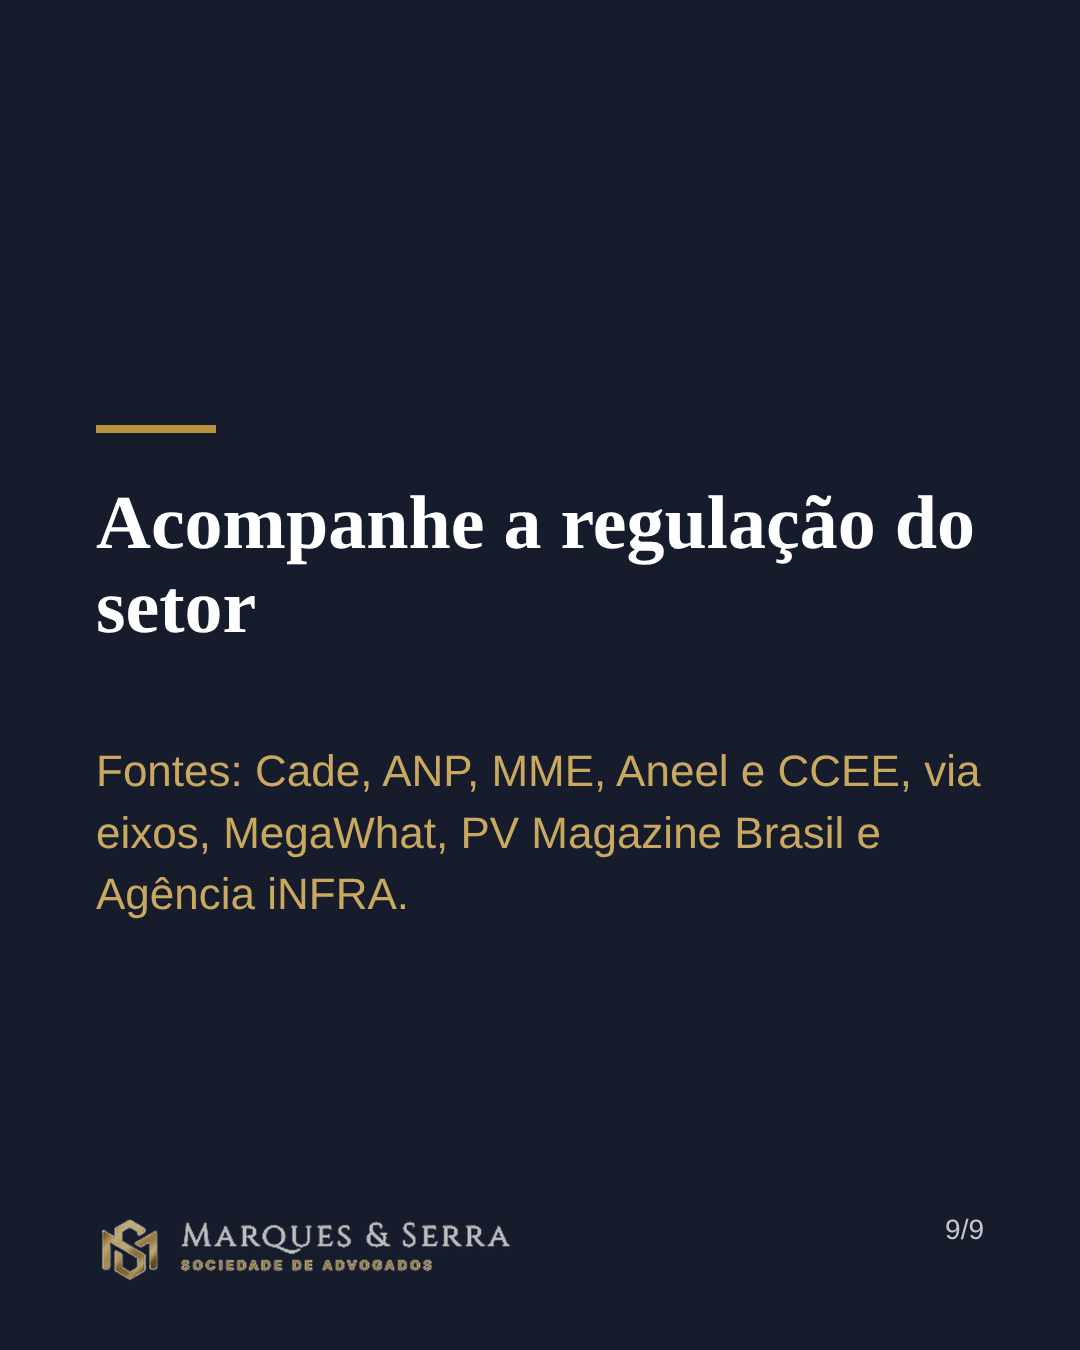 Acompanhe a regulação do
setor
Fontes: Cade, ANP, MME, Aneel e CCEE, via
eixos, MegaWhat, PV Magazine Brasil e
Agência iNFRA.
MARQUES & SERRA
SOCIEDADE DE ADVOGADOS
9/9